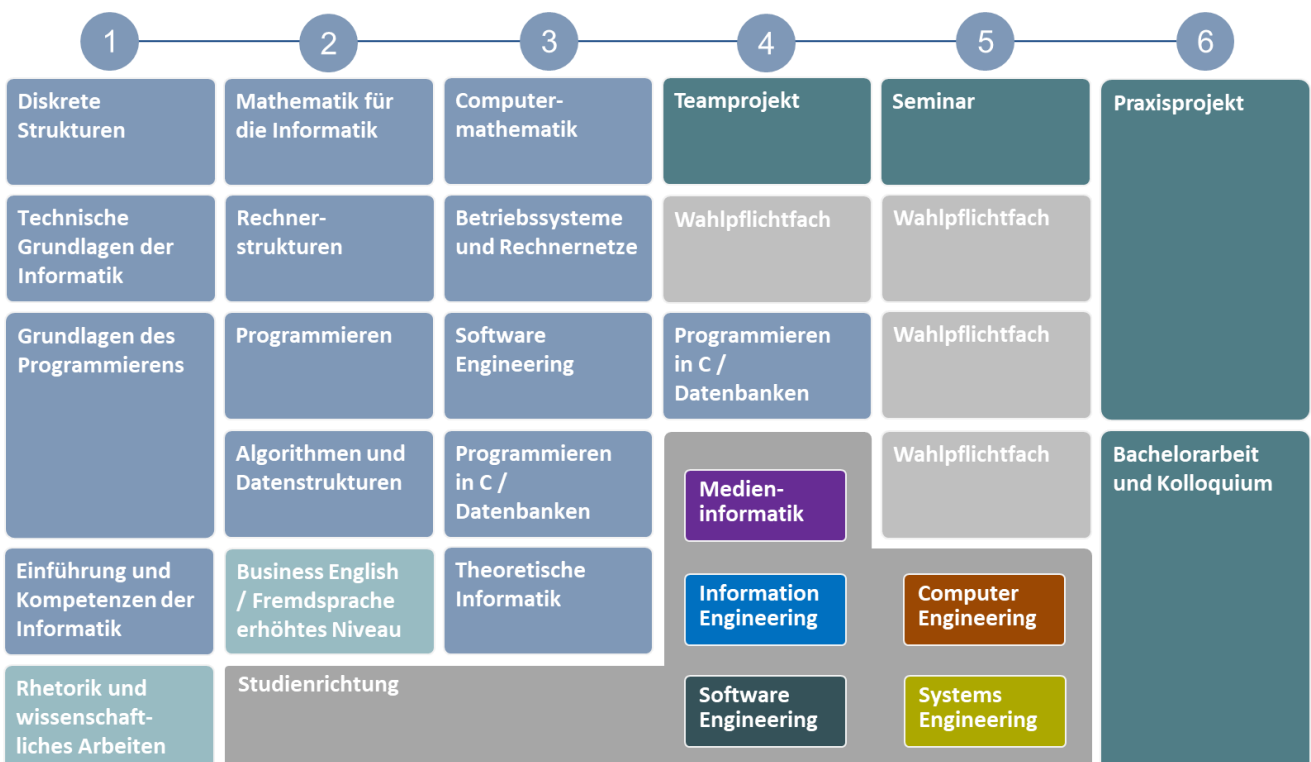 1
2
3
4
5
6
Diskrete
Strukturen
Mathematik für
die Informatik
Computer-
mathematik
Teamprojekt
Seminar
Praxisprojekt
Technische
Grundlagen der
Informatik
Rechner-
strukturen
Betriebssysteme
und Rechnernetze
Wahlpflichtfach
Wahlpflichtfach
Grundlagen des
Programmierens
Programmieren
Software
Engineering
Programmieren
in C /
Datenbanken
Wahlpflichtfach
Algorithmen und
Datenstrukturen
Programmieren
in C /
Datenbanken
Medien-
informatik
Wahlpflichtfach
Bachelorarbeit
und Kolloquium
Einführung und
Kompetenzen der
Informatik
Business English
/ Fremdsprache
erhöhtes Niveau
Theoretische
Informatik
Information
Engineering
Computer
Engineering
Rhetorik und
wissenschaft-
liches Arbeiten
Studienrichtung
Software
Engineering
Systems
Engineering